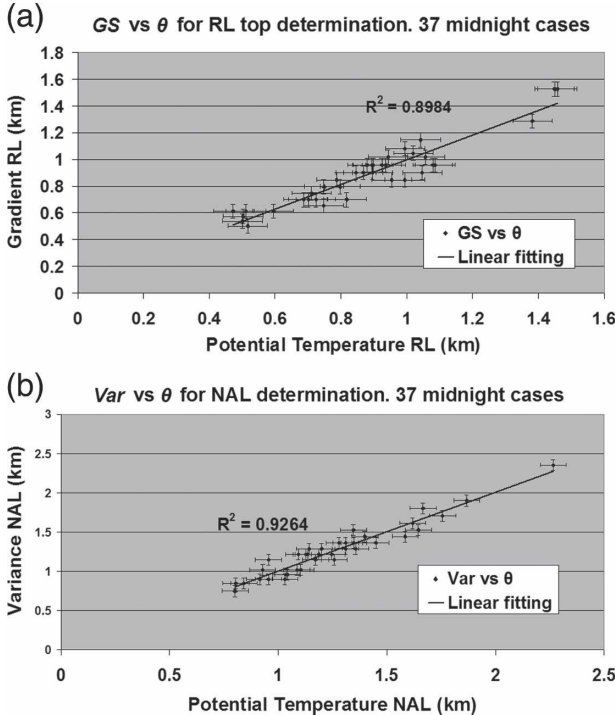 (a)
GS vs θ for RL top determination. 37 midnight cases
Gradient RL (km)
1.8
1.6
1.4
1.2
1
0.8
0.6
0.4
0.2
0
R² = 0.8984
GS vs θ
Linear fitting
0 0.2 0.4 0.6 0.8 1 1.2 1.4 1.6
Potential Temperature RL (km)
(b)
Var vs θ for NAL determination. 37 midnight cases
Variance NAL (km)
3
2.5
2
1.5
1
0.5
0
R² = 0.9264
Var vs θ
Linear fitting
0 0.5 1 1.5 2 2.5
Potential Temperature NAL (km)